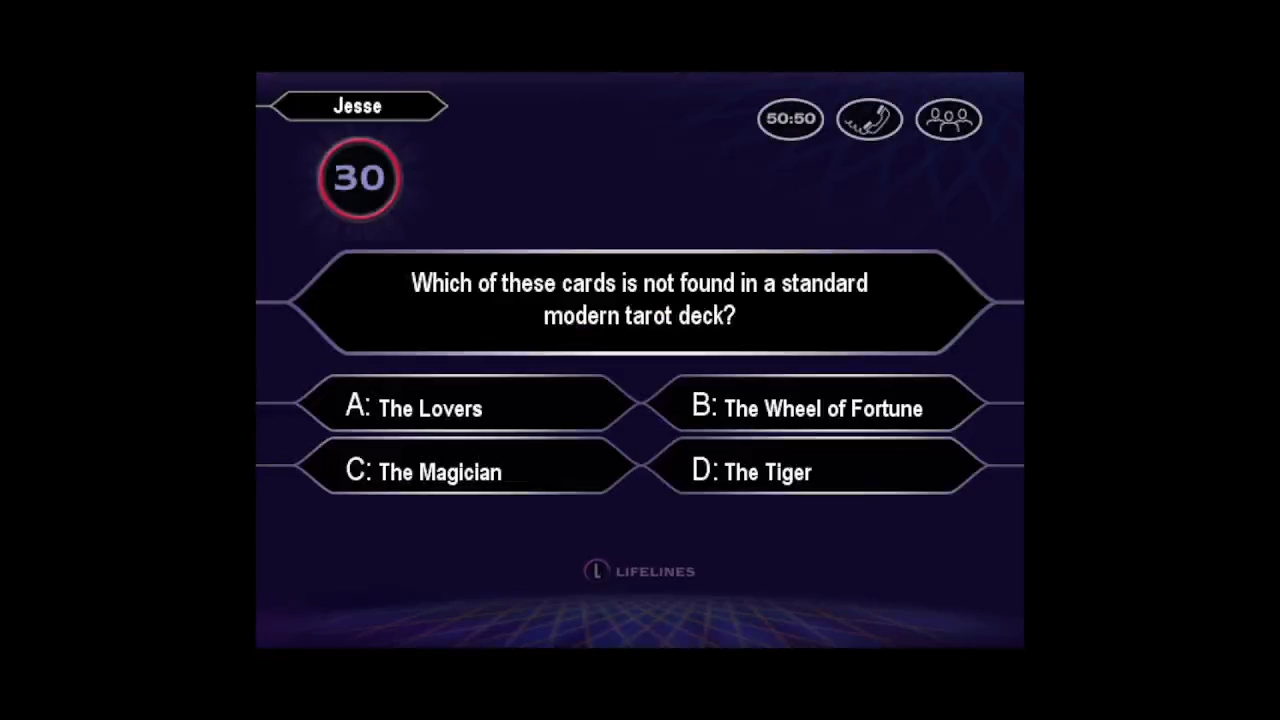 Jesse
50:50
30
Which of these cards is not found in a standard
modern tarot deck?
A: The Lovers
B: The Wheel of Fortune
C: The Magician
D: The Tiger
L LIFELINES